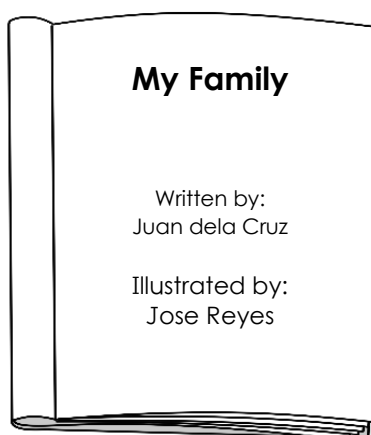 My Family
Written by:
Juan dela Cruz
Illustrated by:
Jose Reyes